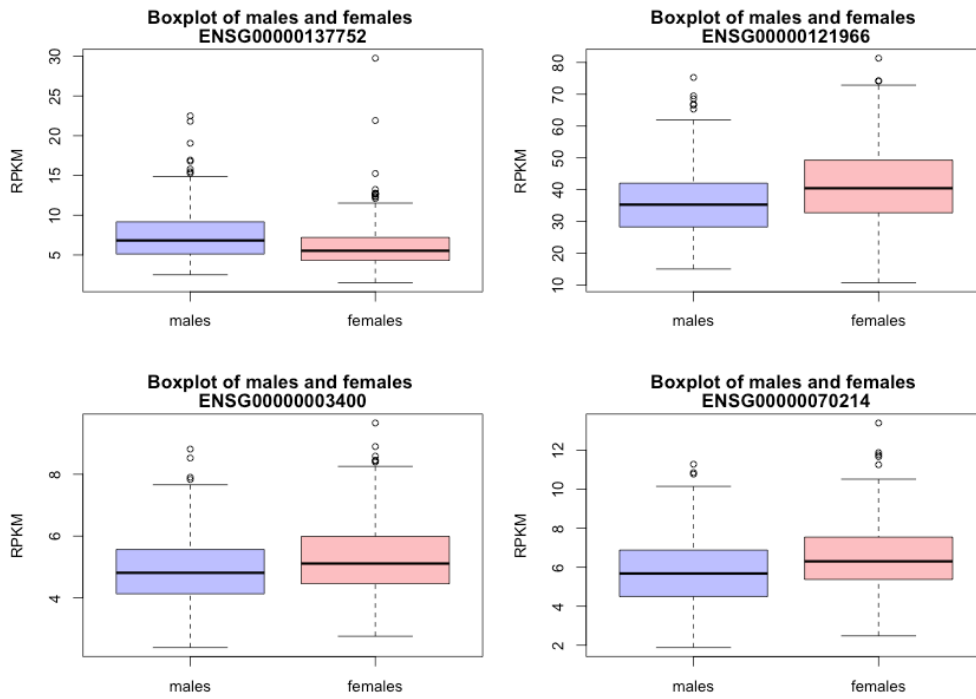 Boxplot of males and females
ENSG00000137752
RPKM
30
25
20
15
10
5
males females
Boxplot of males and females
ENSG00000121966
RPKM
80
70
60
50
40
30
20
10
males females
Boxplot of males and females
ENSG00000003400
RPKM
8
6
4
males females
Boxplot of males and females
ENSG00000070214
RPKM
12
10
8
6
4
2
males females